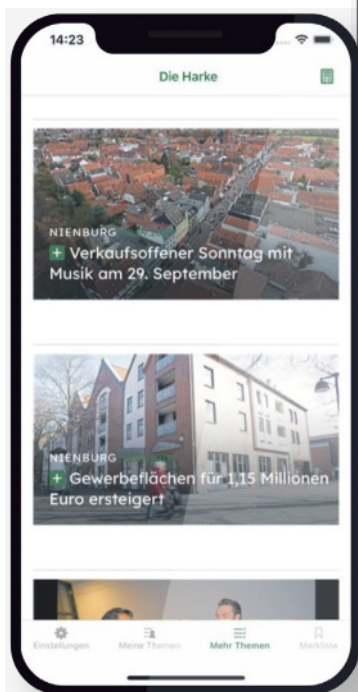 14:23
Die Harke
NIENBURG
+ Verkaufsoffener Sonntag mit
Musik am 29. September
NIENBURG
+ Gewerbeflächen für 1,15 Millionen
Euro ersteigert
Einstellungen
Meine Themen
Mehr Themen
Merkliste